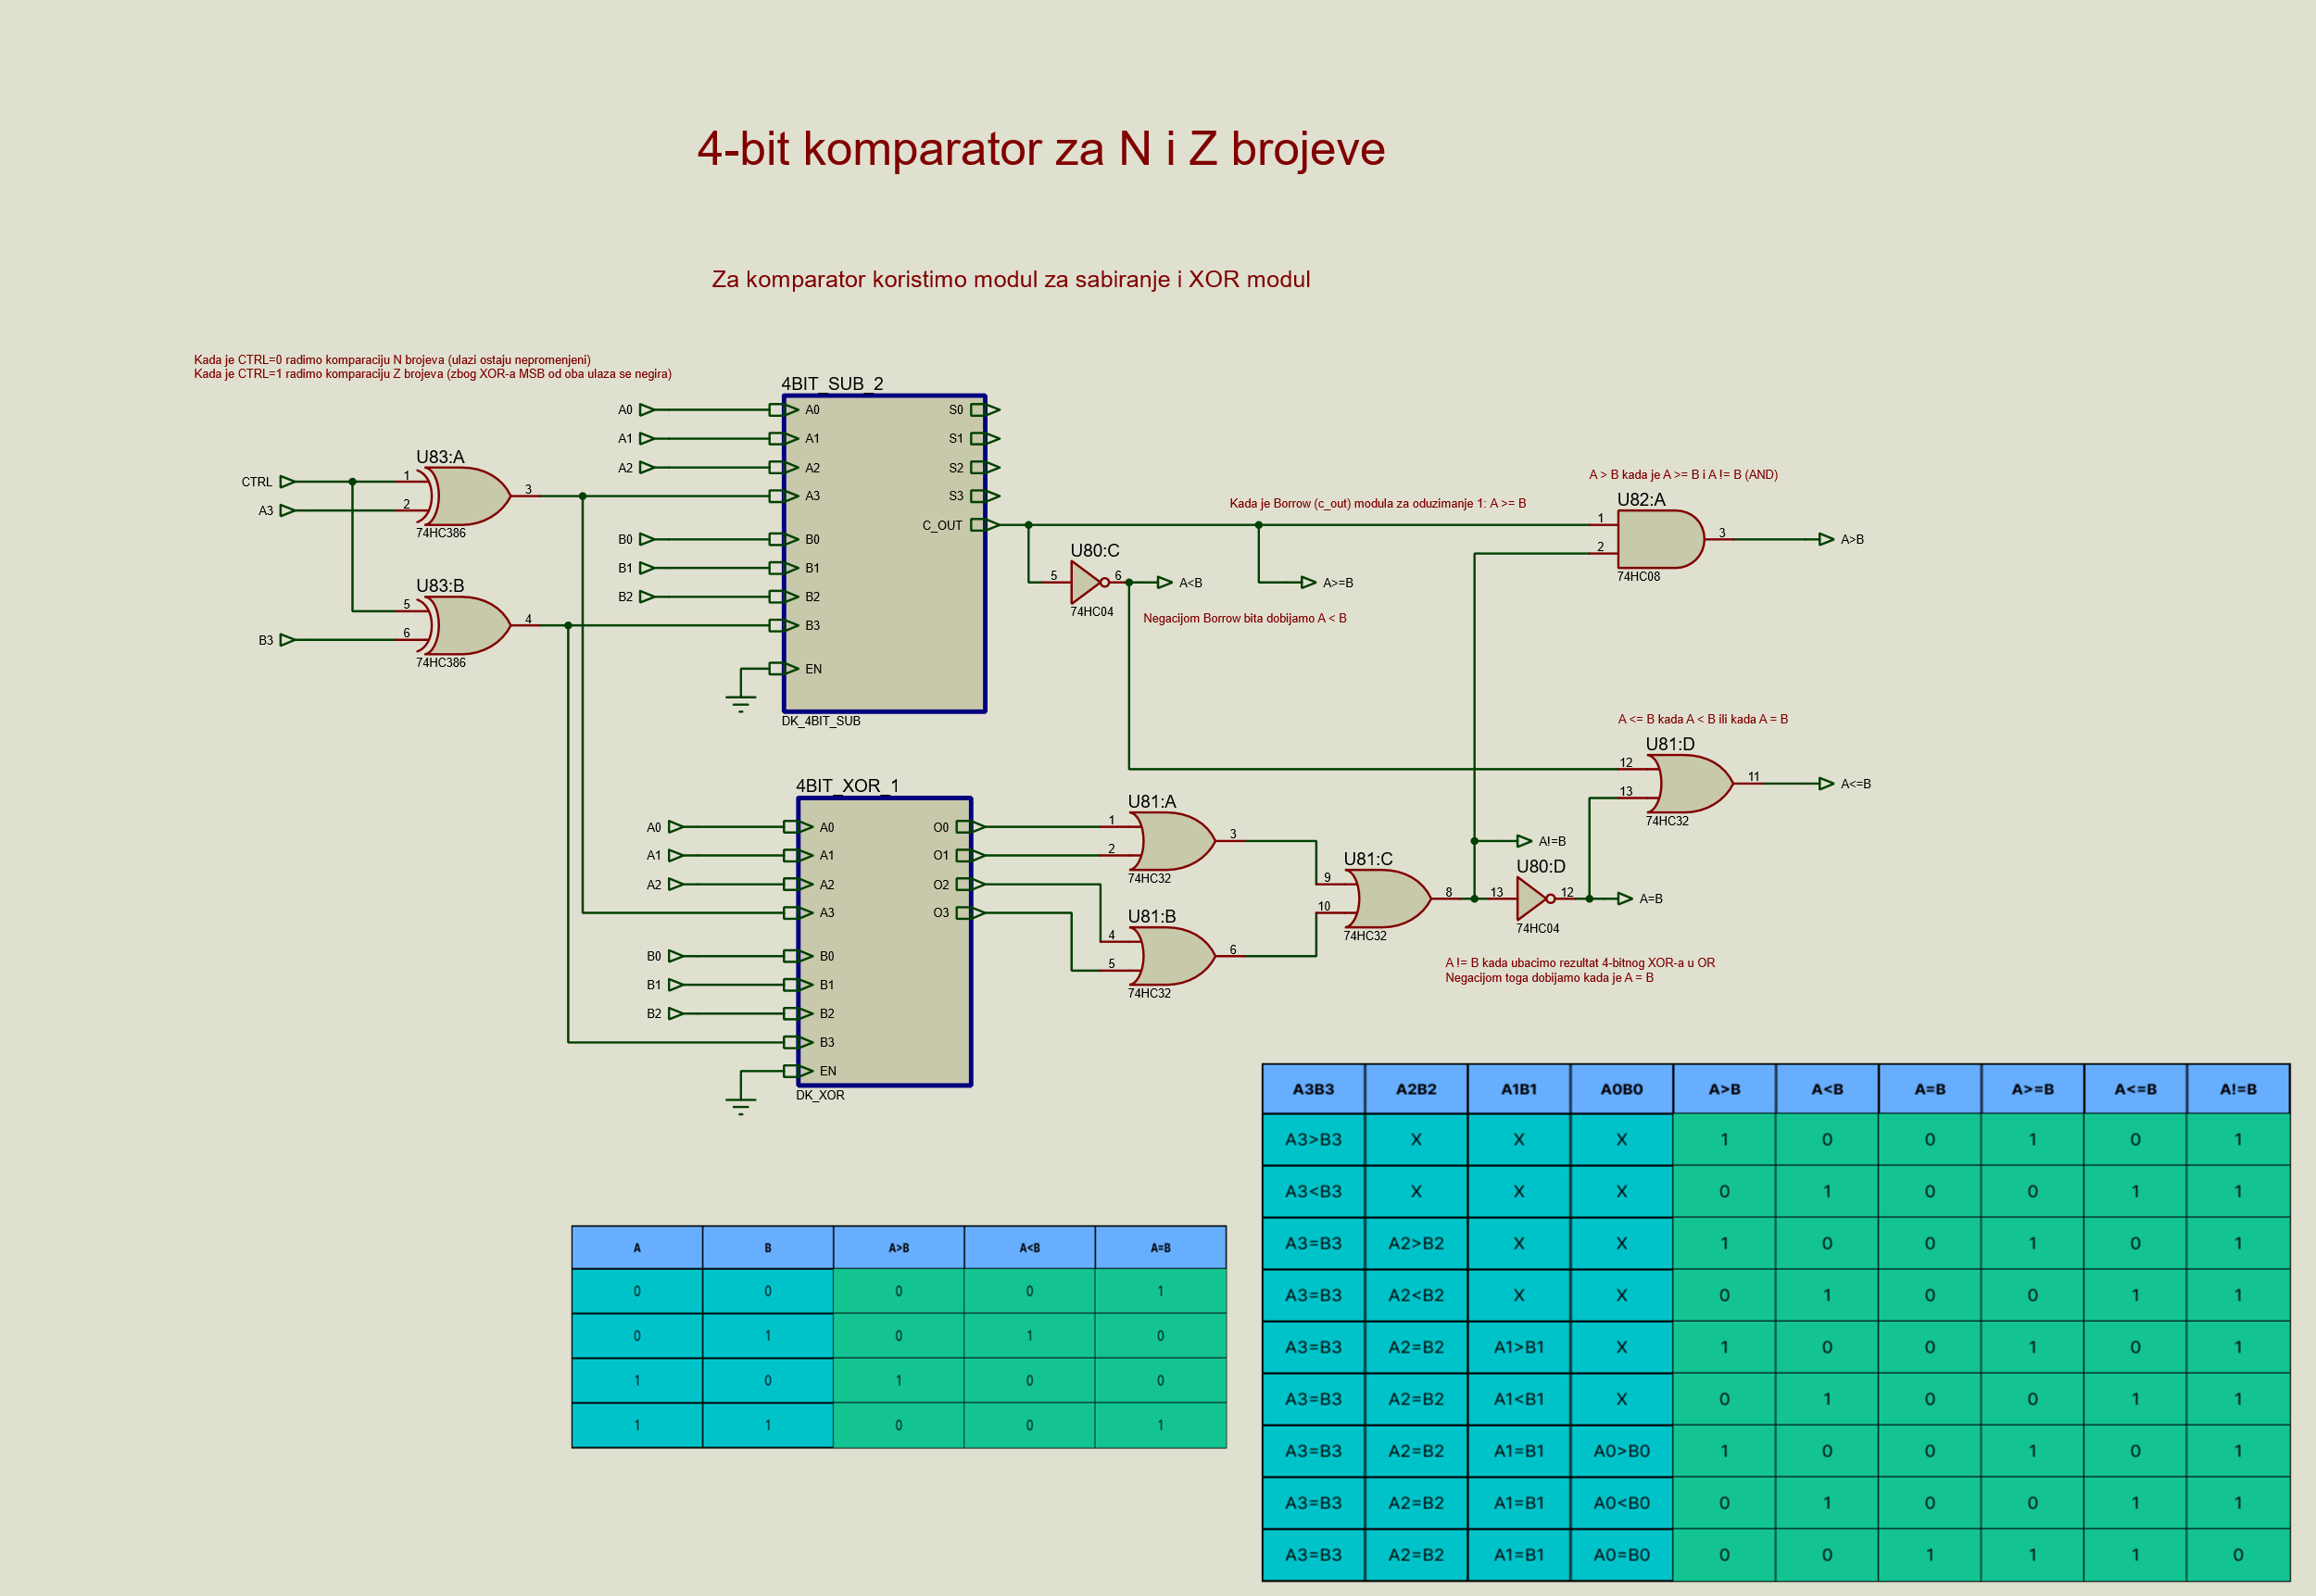 4-bit komparator za N i Z brojeve
Za komparator koristimo modul za sabiranje i XOR modul
Kada je CTRL=0 radimo komparaciju N brojeva (ulazi ostaju nepromenjeni)
Kada je CTRL=1 radimo komparaciju Z brojeva (zbog XOR-a MSB od oba ulaza se negira)
CTRL
A3
U83:A
1
2
3
74HC386
B3
U83:B
5
6
4
74HC386
4BIT_SUB_2
A0 A0 S0
A1 A1 S1
A2 A2 S2
A3 S3
C_OUT
B0 B0
B1 B1
B2 B2
B3
EN
DK_4BIT_SUB
U80:C
5 6
74HC04
A<B
Negacijom Borrow bita dobijamo A < B
Kada je Borrow (c_out) modula za oduzimanje 1: A >= B
A>=B
A > B kada je A >= B i A != B (AND)
U82:A
1
2
3
74HC08
A>B
A <= B kada A < B ili kada A = B
U81:D
12
13
11
74HC32
A<=B
4BIT_XOR_1
A0 A0 O0
A1 A1 O1
A2 A2 O2
A3 O3
B0 B0
B1 B1
B2 B2
B3
EN
DK_XOR
U81:A
1
2
3
74HC32
U81:B
4
5
6
74HC32
U81:C
9
10
8
74HC32
A!=B
U80:D
13 12
74HC04
A=B
A != B kada ubacimo rezultat 4-bitnog XOR-a u OR
Negacijom toga dobijamo kada je A = B
A B A>B A<B A=B
0 0 0 0 1
0 1 0 1 0
1 0 1 0 0
1 1 0 0 1
A3B3 A2B2 A1B1 A0B0 A>B A<B A=B A>=B A<=B A!=B
A3>B3 X X X 1 0 0 1 0 1
A3<B3 X X X 0 1 0 0 1 1
A3=B3 A2>B2 X X 1 0 0 1 0 1
A3=B3 A2<B2 X X 0 1 0 0 1 1
A3=B3 A2=B2 A1>B1 X 1 0 0 1 0 1
A3=B3 A2=B2 A1<B1 X 0 1 0 0 1 1
A3=B3 A2=B2 A1=B1 A0>B0 1 0 0 1 0 1
A3=B3 A2=B2 A1=B1 A0<B0 0 1 0 0 1 1
A3=B3 A2=B2 A1=B1 A0=B0 0 0 1 1 1 0